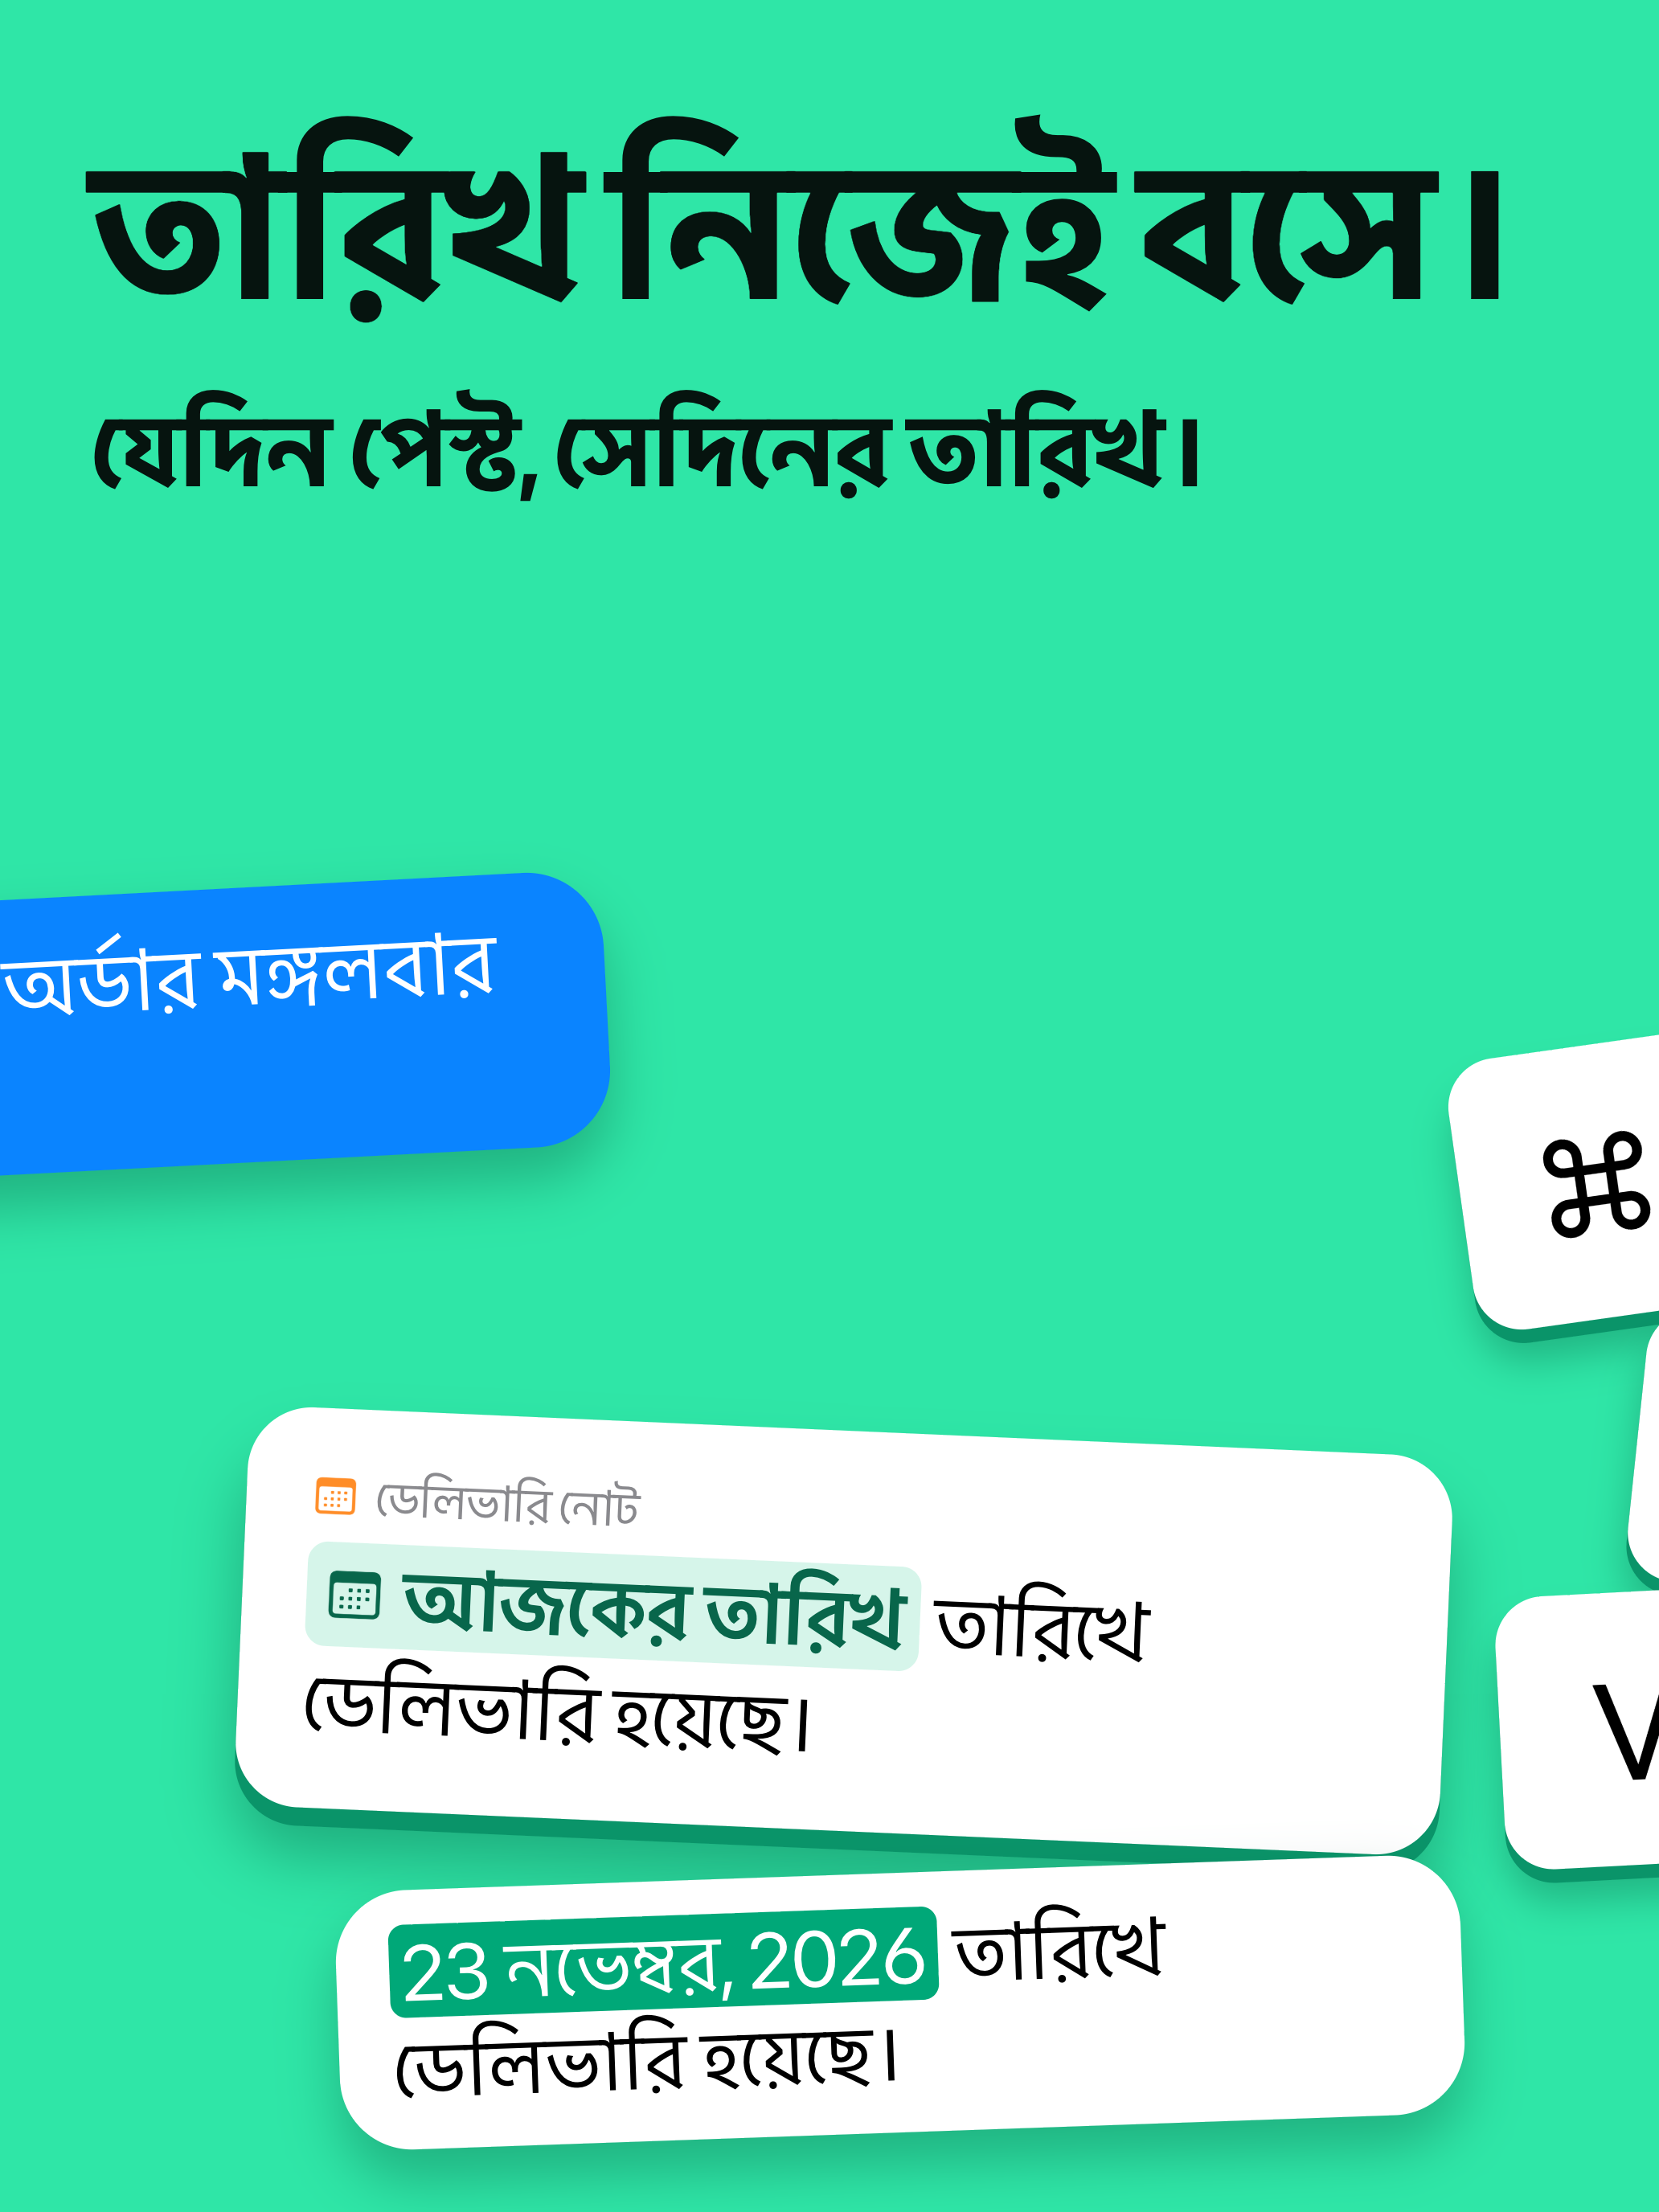 তারিখ নিজেই বসে।
যেদিন পেস্ট, সেদিনের তারিখ।
অর্ডার মঙ্গলবার
⌘
ডেলিভারি নোট
আজকের তারিখ তারিখে
ডেলিভারি হয়েছে।
V
23 নভেম্বর, 2026 তারিখে
ডেলিভারি হয়েছে।